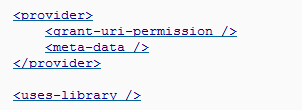 <provider>
<grant-uri-permission />
<meta-data />
</provider>
<uses-library />